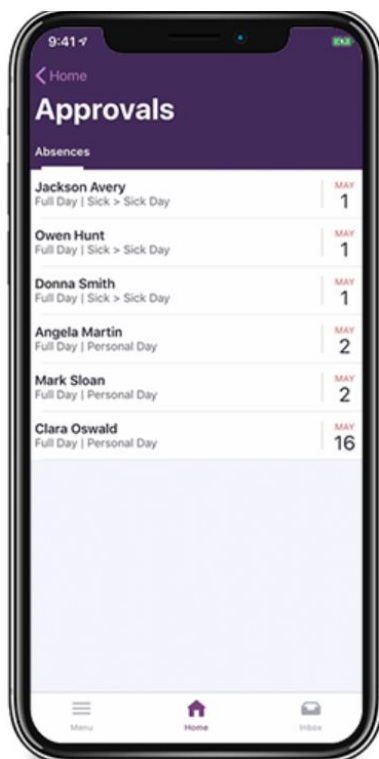 9:41
Home
Approvals
Absences
Jackson Avery
Full Day | Sick > Sick Day
MAY
1
Owen Hunt
Full Day | Sick > Sick Day
MAY
1
Donna Smith
Full Day | Sick > Sick Day
MAY
1
Angela Martin
Full Day | Personal Day
MAY
2
Mark Sloan
Full Day | Personal Day
MAY
2
Clara Oswald
Full Day | Personal Day
MAY
16
Menu
Home
Inbox